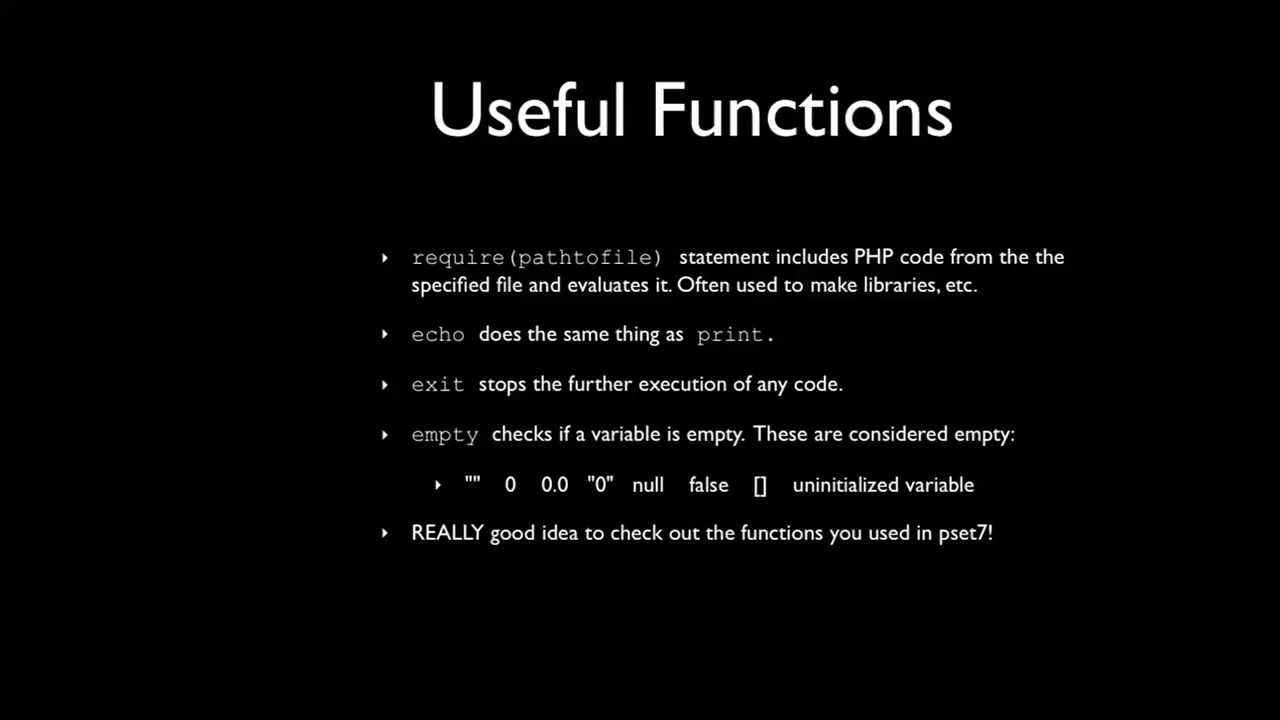 Useful Functions
require(pathtofile) statement includes PHP code from the the
specified file and evaluates it. Often used to make libraries, etc.
echo does the same thing as print.
exit stops the further execution of any code.
empty checks if a variable is empty. These are considered empty:
"" 0 0.0 "0" null false [] uninitialized variable
REALLY good idea to check out the functions you used in pset7!